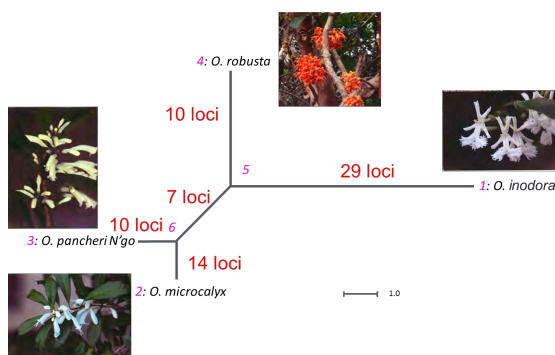 4: O. robusta
10 loci
5
29 loci
1: O. inodora
7 loci
10 loci 6
3: O. pancheri N'go
14 loci
2: O. microcalyx
1.0